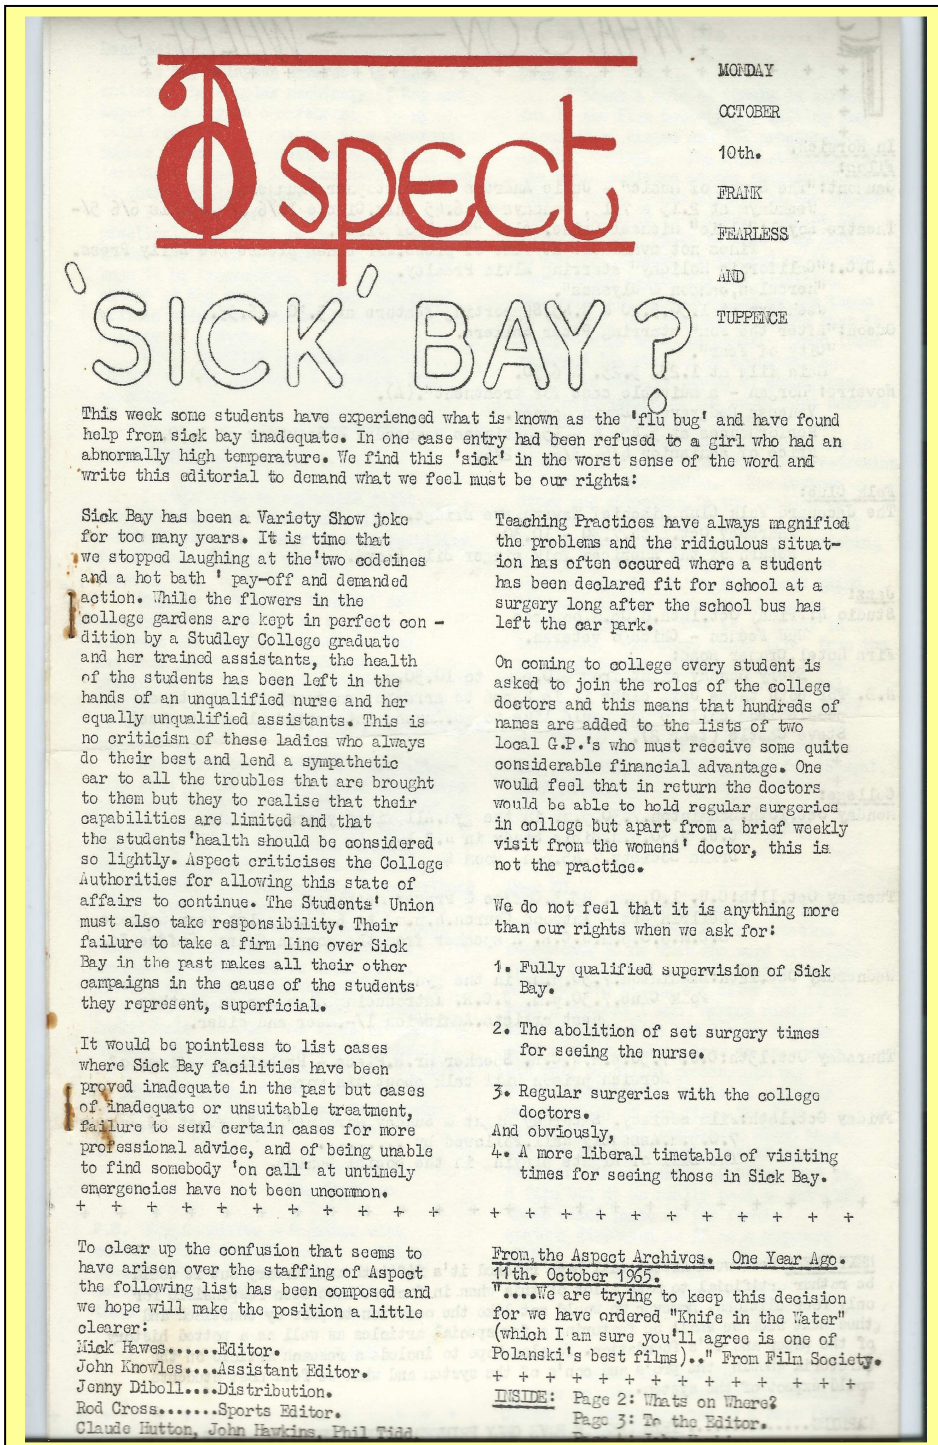 Aspect
MONDAY
OCTOBER
10th.
FRANK
FEARLESS
AND
TUPPENCE
'SICK' BAY?
This week some students have experienced what is known as the 'flu bug' and have found
help from sick bay inadequate. In one case entry had been refused to a girl who had an
abnormally high temperature. We find this 'sick' in the worst sense of the word and
write this editorial to demand what we feel must be our rights:
Sick Bay has been a Variety Show joke
for too many years. It is time that
we stopped laughing at the 'two codeines
and a hot bath ' pay-off and demanded
action. While the flowers in the
college gardens are kept in perfect con -
dition by a Studley College graduate
and her trained assistants, the health
of the students has been left in the
hands of an unqualified nurse and her
equally unqualified assistants. This is
no criticism of these ladies who always
do their best and lend a sympathetic
ear to all the troubles that are brought
to them but they to realise that their
capabilities are limited and that
the students'health should be considered
so lightly. Aspect criticises the College
Authorities for allowing this state of
affairs to continue. The Students' Union
must also take responsibility. Their
failure to take a firm line over Sick
Bay in the past makes all their other
campaigns in the cause of the students
they represent, superficial.
It would be pointless to list cases
where Sick Bay facilities have been
proved inadequate in the past but cases
of inadequate or unsuitable treatment,
failure to send certain cases for more
professional advice, and of being unable
to find somebody 'on call' at untimely
emergencies have not been uncommon.
+ + + + + + + + + + +
To clear up the confusion that seems to
have arisen over the staffing of Aspect
the following list has been composed and
we hope will make the position a little
clearer:
Mick Hawes......Editor.
John Knowles....Assistant Editor.
Jenny Diboll....Distribution.
Rod Cross.......Sports Editor.
Claude Hutton, John Hawkins, Phil Tidd,
Teaching Practices have always magnified
the problems and the ridiculous situat-
ion has often occured where a student
has been declared fit for school at a
surgery long after the school bus has
left the car park.
On coming to college every student is
asked to join the roles of the college
doctors and this means that hundreds of
names are added to the lists of two
local G.P.'s who must receive some quite
considerable financial advantage. One
would feel that in return the doctors
would be able to hold regular surgeries
in college but apart from a brief weekly
visit from the womens' doctor, this is
not the practice.
We do not feel that it is anything more
than our rights when we ask for:
1. Fully qualified supervision of Sick
Bay.
2. The abolition of set surgery times
for seeing the nurse.
3. Regular surgeries with the college
doctors.
And obviously,
4. A more liberal timetable of visiting
times for seeing those in Sick Bay.
+ + + + + + + + + + +
From the Aspect Archives. One Year Ago.
11th. October 1965.
"....We are trying to keep this decision
for we have ordered "Knife in the Water"
(which I am sure you'll agree is one of
Polanski's best films).." From Film Society.
+ + + + + + + + + + + + + + +
INSIDE: Page 2: Whats on Where?
Page 3: To the Editor.